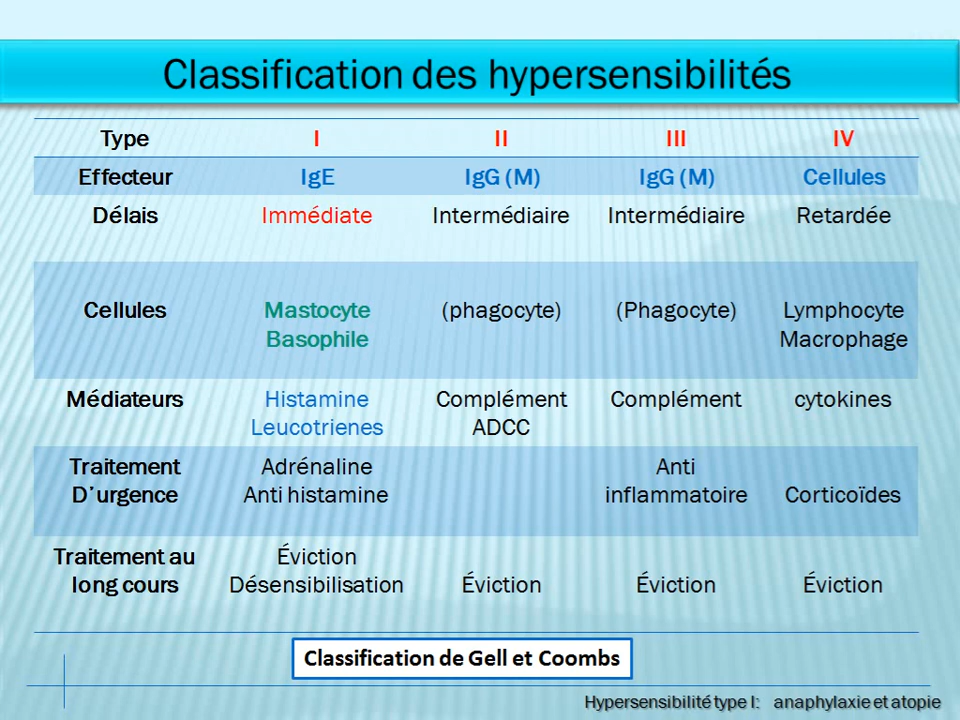 Classification des hypersensibilités
Type I II III IV
Effecteur IgE IgG (M) IgG (M) Cellules
Délais Immédiate Intermédiaire Intermédiaire Retardée
Cellules Mastocyte (phagocyte) (Phagocyte) Lymphocyte
Basophile Macrophage
Médiateurs Histamine Complément Complément cytokines
Leucotrienes ADCC
Traitement Adrénaline Anti
D'urgence Anti histamine inflammatoire Corticoïdes
Traitement au Éviction
long cours Désensibilisation Éviction Éviction Éviction
Classification de Gell et Coombs
Hypersensibilité type I: anaphylaxie et atopie